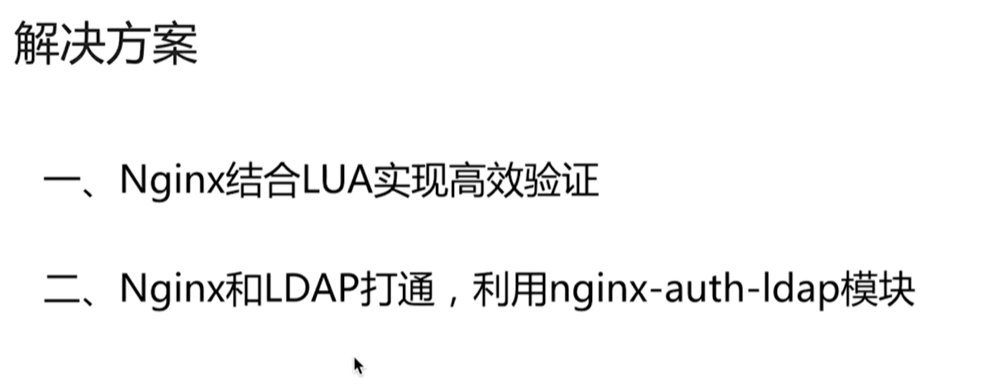 解决方案
一、Nginx结合LUA实现高效验证
二、Nginx和LDAP打通，利用nginx-auth-ldap模块